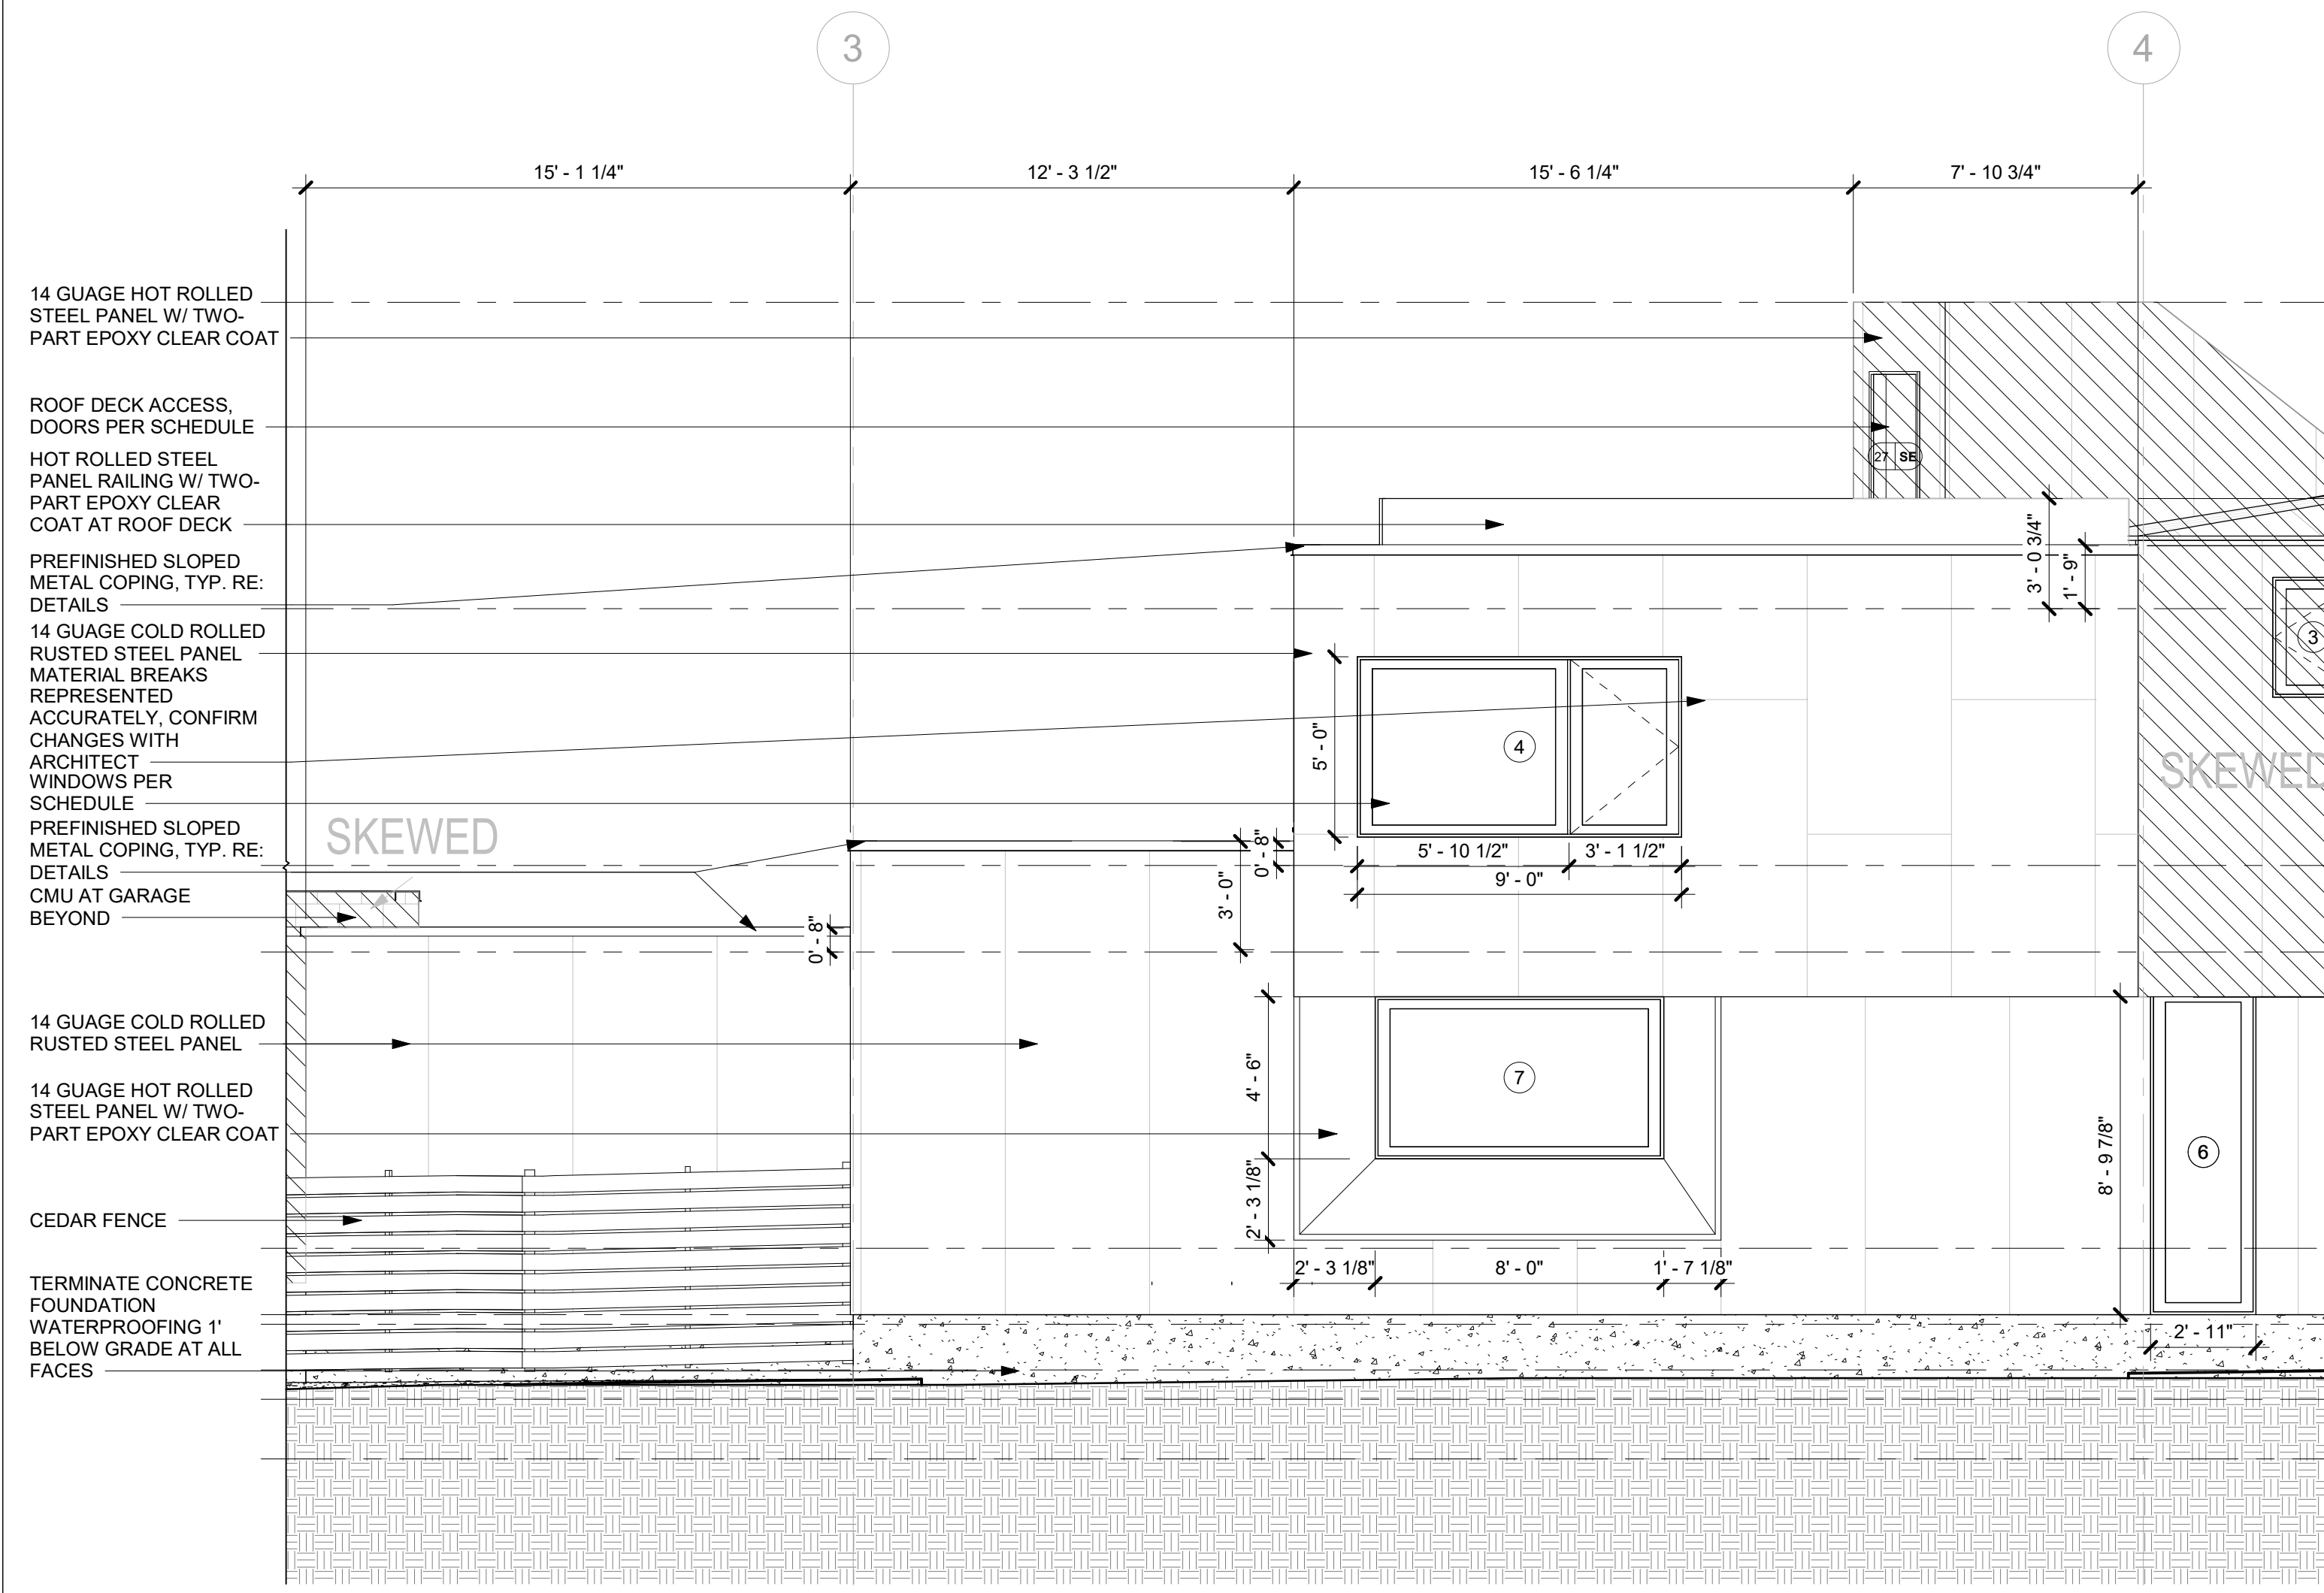 3
4
15' - 1 1/4"
12' - 3 1/2"
15' - 6 1/4"
7' - 10 3/4"
14 GUAGE HOT ROLLED
STEEL PANEL W/ TWO-
PART EPOXY CLEAR COAT
ROOF DECK ACCESS,
DOORS PER SCHEDULE
27 SE
HOT ROLLED STEEL
PANEL RAILING W/ TWO-
PART EPOXY CLEAR
COAT AT ROOF DECK
PREFINISHED SLOPED
METAL COPING, TYP. RE:
DETAILS
3' - 0 3/4"
1' - 9"
14 GUAGE COLD ROLLED
RUSTED STEEL PANEL
MATERIAL BREAKS
REPRESENTED
ACCURATELY, CONFIRM
CHANGES WITH
ARCHITECT
WINDOWS PER
SCHEDULE
3
5' - 0"
4
SKEWED
SKEWED
PREFINISHED SLOPED
METAL COPING, TYP. RE:
DETAILS
CMU AT GARAGE
BEYOND
0' - 8"
5' - 10 1/2"
3' - 1 1/2"
9' - 0"
3' - 0"
0' - 8"
14 GUAGE COLD ROLLED
RUSTED STEEL PANEL
14 GUAGE HOT ROLLED
STEEL PANEL W/ TWO-
PART EPOXY CLEAR COAT
4' - 6"
7
8' - 9 7/8"
6
2' - 3 1/8"
CEDAR FENCE
2' - 3 1/8"
8' - 0"
1' - 7 1/8"
TERMINATE CONCRETE
FOUNDATION
WATERPROOFING 1'
BELOW GRADE AT ALL
FACES
2' - 11"